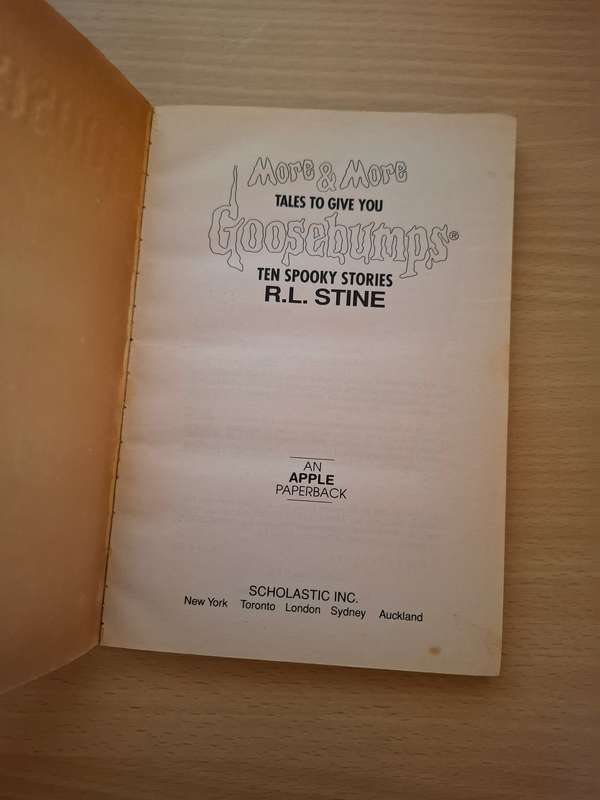 More & More
TALES TO GIVE YOU
Goosebumps®
TEN SPOOKY STORIES
R.L. STINE
AN
APPLE
PAPERBACK
SCHOLASTIC INC.
New York Toronto London Sydney Auckland